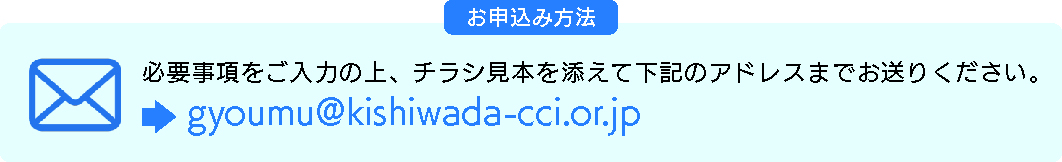 お申込み方法
必要事項をご入力の上、チラシ見本を添えて下記のアドレスまでお送りください。
gyoumu@kishiwada-cci.or.jp